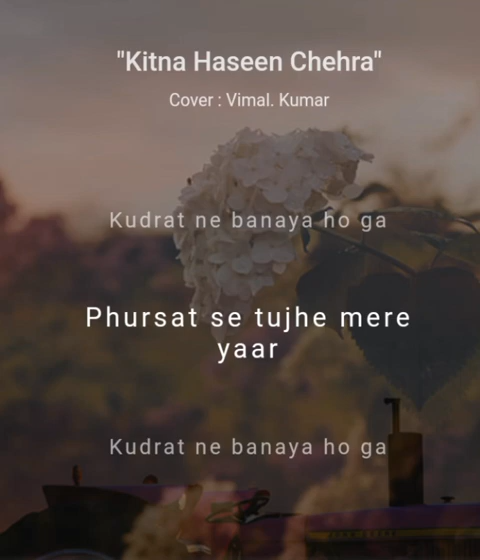 "Kitna Haseen Chehra"
Cover : Vimal. Kumar
Kudrat ne banaya ho ga
Phursat se tujhe mere
yaar
Kudrat ne banaya ho ga